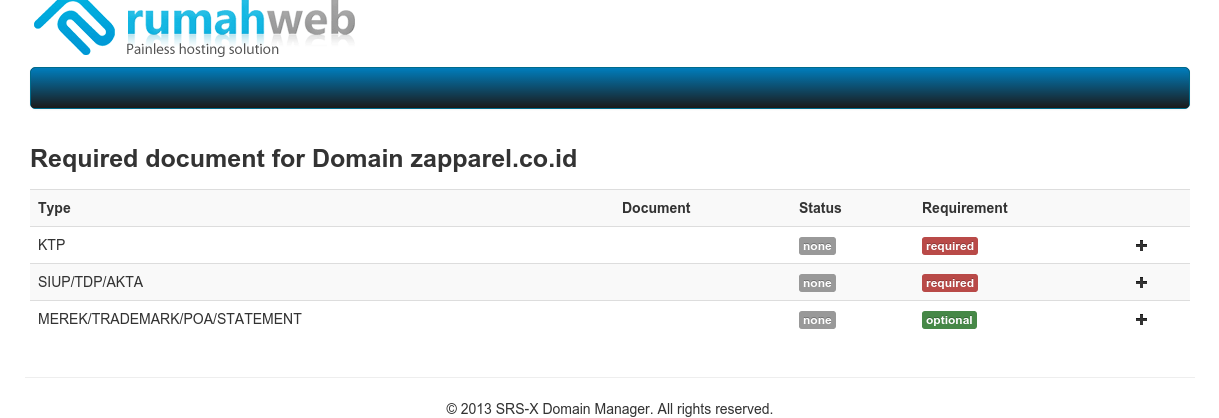 rumahweb
Painless hosting solution
Required document for Domain zapparel.co.id
Type Document Status Requirement
KTP none required
SIUP/TDP/AKTA none required
MEREK/TRADEMARK/POA/STATEMENT none optional
© 2013 SRS-X Domain Manager. All rights reserved.